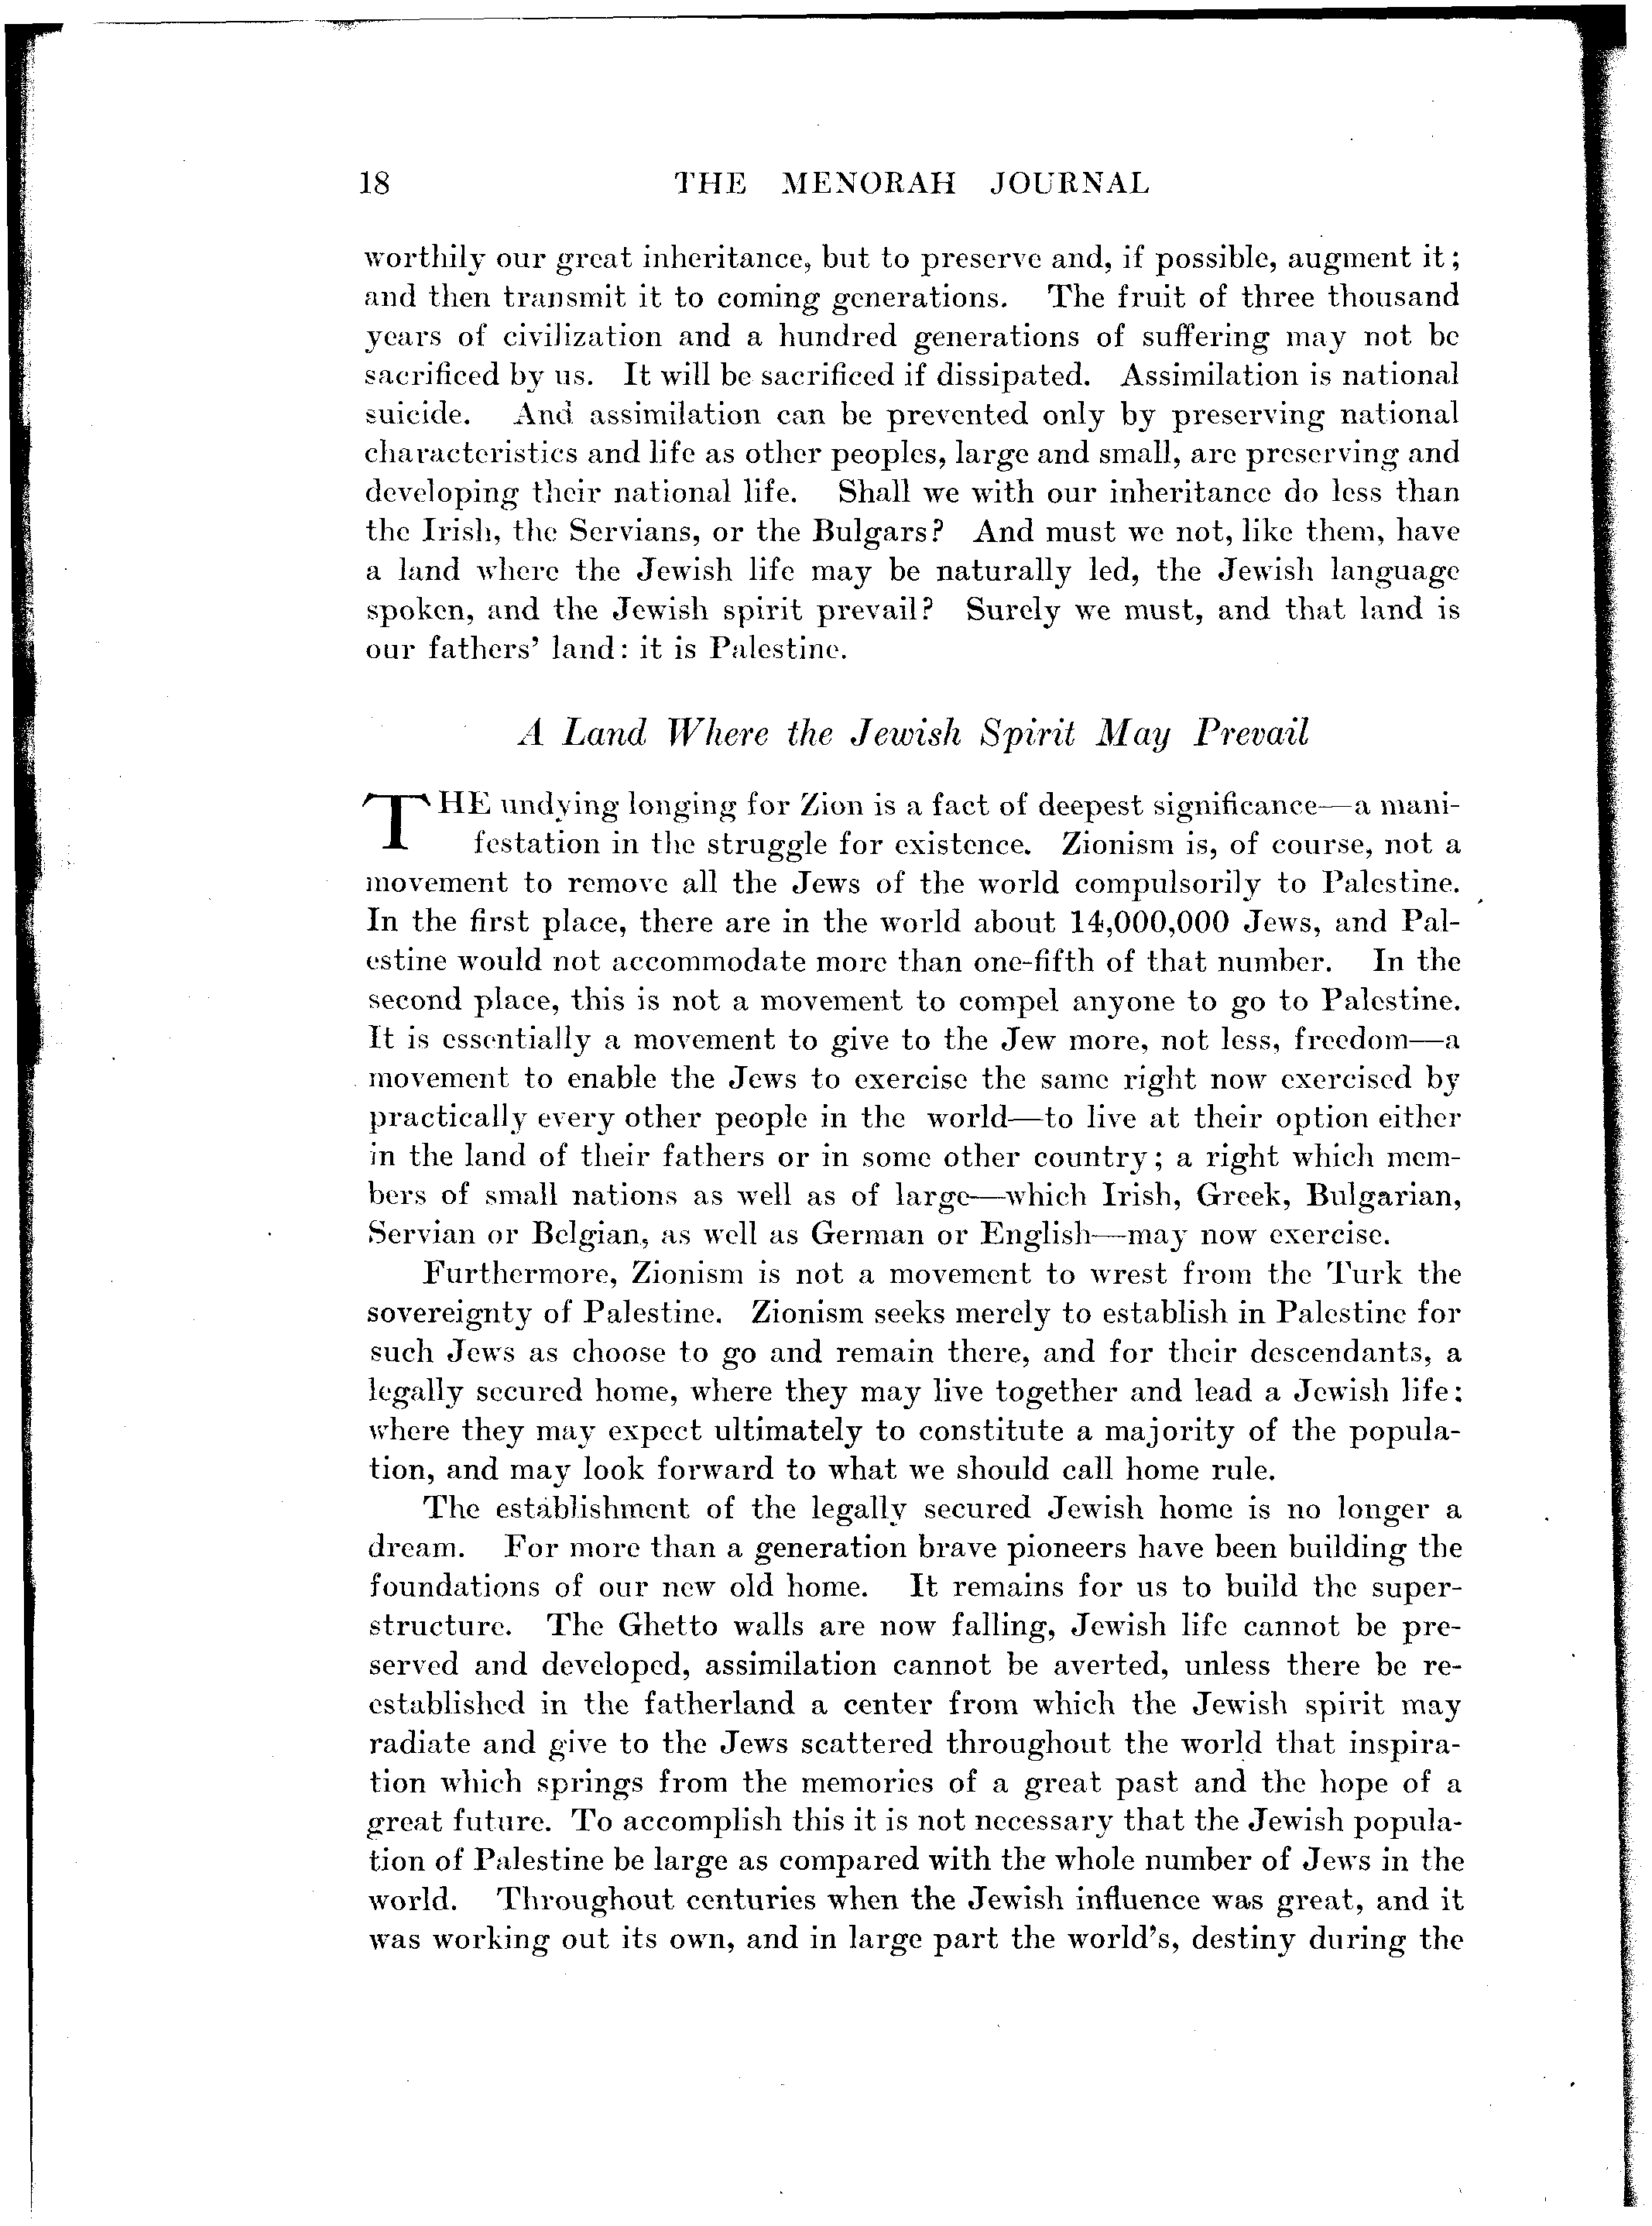 18 THE MENORAH JOURNAL
worthily our great inheritance, but to preserve and, if possible, augment it;
and then transmit it to coming generations. The fruit of three thousand
years of civilization and a hundred generations of suffering may not be
sacrificed by us. It will be sacrificed if dissipated. Assimilation is national
suicide. And assimilation can be prevented only by preserving national
characteristics and life as other peoples, large and small, are preserving and
developing their national life. Shall we with our inheritance do less than
the Irish, the Servians, or the Bulgars? And must we not, like them, have
a land where the Jewish life may be naturally led, the Jewish language
spoken, and the Jewish spirit prevail? Surely we must, and that land is
our fathers' land: it is Palestine.
A Land Where the Jewish Spirit May Prevail
THE undying longing for Zion is a fact of deepest significance—a mani-
festation in the struggle for existence. Zionism is, of course, not a
movement to remove all the Jews of the world compulsorily to Palestine.
In the first place, there are in the world about 14,000,000 Jews, and Pal-
estine would not accommodate more than one-fifth of that number. In the
second place, this is not a movement to compel anyone to go to Palestine.
It is essentially a movement to give to the Jew more, not less, freedom—a
movement to enable the Jews to exercise the same right now exercised by
practically every other people in the world—to live at their option either
in the land of their fathers or in some other country; a right which mem-
bers of small nations as well as of large—which Irish, Greek, Bulgarian,
Servian or Belgian, as well as German or English—may now exercise.
Furthermore, Zionism is not a movement to wrest from the Turk the
sovereignty of Palestine. Zionism seeks merely to establish in Palestine for
such Jews as choose to go and remain there, and for their descendants, a
legally secured home, where they may live together and lead a Jewish life;
where they may expect ultimately to constitute a majority of the popula-
tion, and may look forward to what we should call home rule.
The establishment of the legally secured Jewish home is no longer a
dream. For more than a generation brave pioneers have been building the
foundations of our new old home. It remains for us to build the super-
structure. The Ghetto walls are now falling, Jewish life cannot be pre-
served and developed, assimilation cannot be averted, unless there be re-
established in the fatherland a center from which the Jewish spirit may
radiate and give to the Jews scattered throughout the world that inspira-
tion which springs from the memories of a great past and the hope of a
great future. To accomplish this it is not necessary that the Jewish popula-
tion of Palestine be large as compared with the whole number of Jews in the
world. Throughout centuries when the Jewish influence was great, and it
was working out its own, and in large part the world's, destiny during the